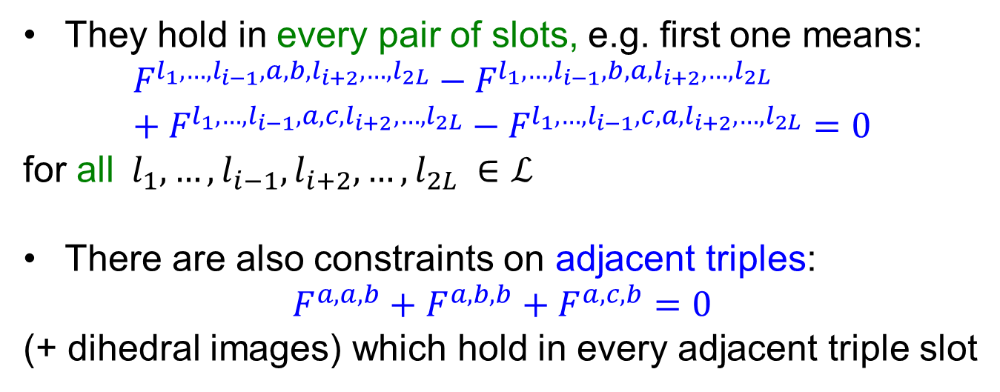 • They hold in every pair of slots, e.g. first one means:
$F^{l_1,\ldots,l_{i-1},a,b,l_{i+2},\ldots,l_{2L}} - F^{l_1,\ldots,l_{i-1},b,a,l_{i+2},\ldots,l_{2L}}$
$+ F^{l_1,\ldots,l_{i-1},a,c,l_{i+2},\ldots,l_{2L}} - F^{l_1,\ldots,l_{i-1},c,a,l_{i+2},\ldots,l_{2L}} = 0$
for all $l_1, \ldots, l_{i-1}, l_{i+2}, \ldots, l_{2L} \in \mathcal{L}$
• There are also constraints on adjacent triples:
$F^{a,a,b} + F^{a,b,b} + F^{a,c,b} = 0$
(+ dihedral images) which hold in every adjacent triple slot